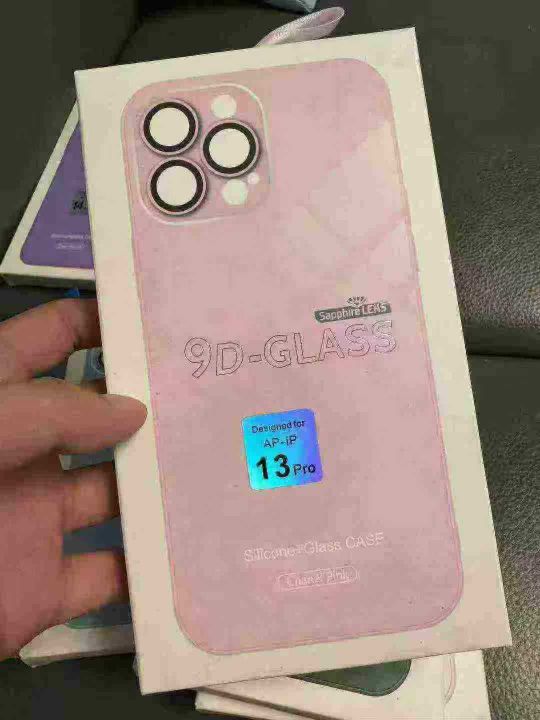 Sapphire LENS
9D-GLASS
Designed for
AP-IP
13 Pro
Silicone+Glass CASE
Chanel Pink